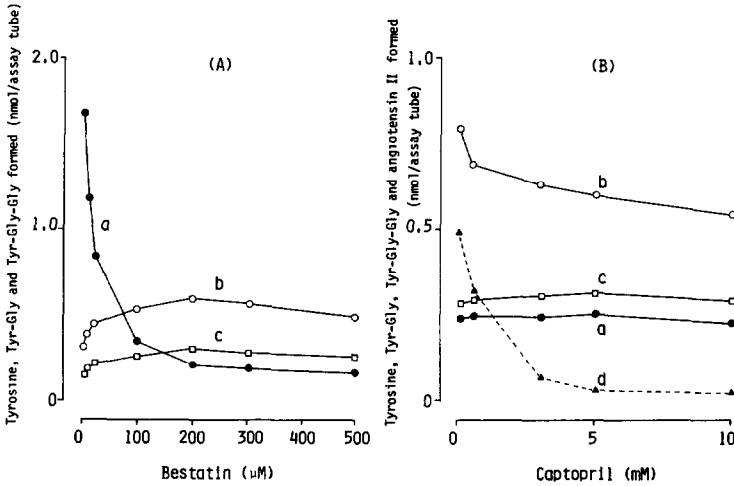 Tyrosine, Tyr-Gly and Tyr-Gly-Gly formed (nmol/assay tube)
2.0
1.0
0
(A)
a
b
c
0 100 200 300 400 500
Bestatin (µM)
Tyrosine, Tyr-Gly, Tyr-Gly-Gly and angiotensin II formed
(nmol/assay tube)
1.0
0.5
0
(B)
b
c
a
d
0 5 10
Captopril (mM)